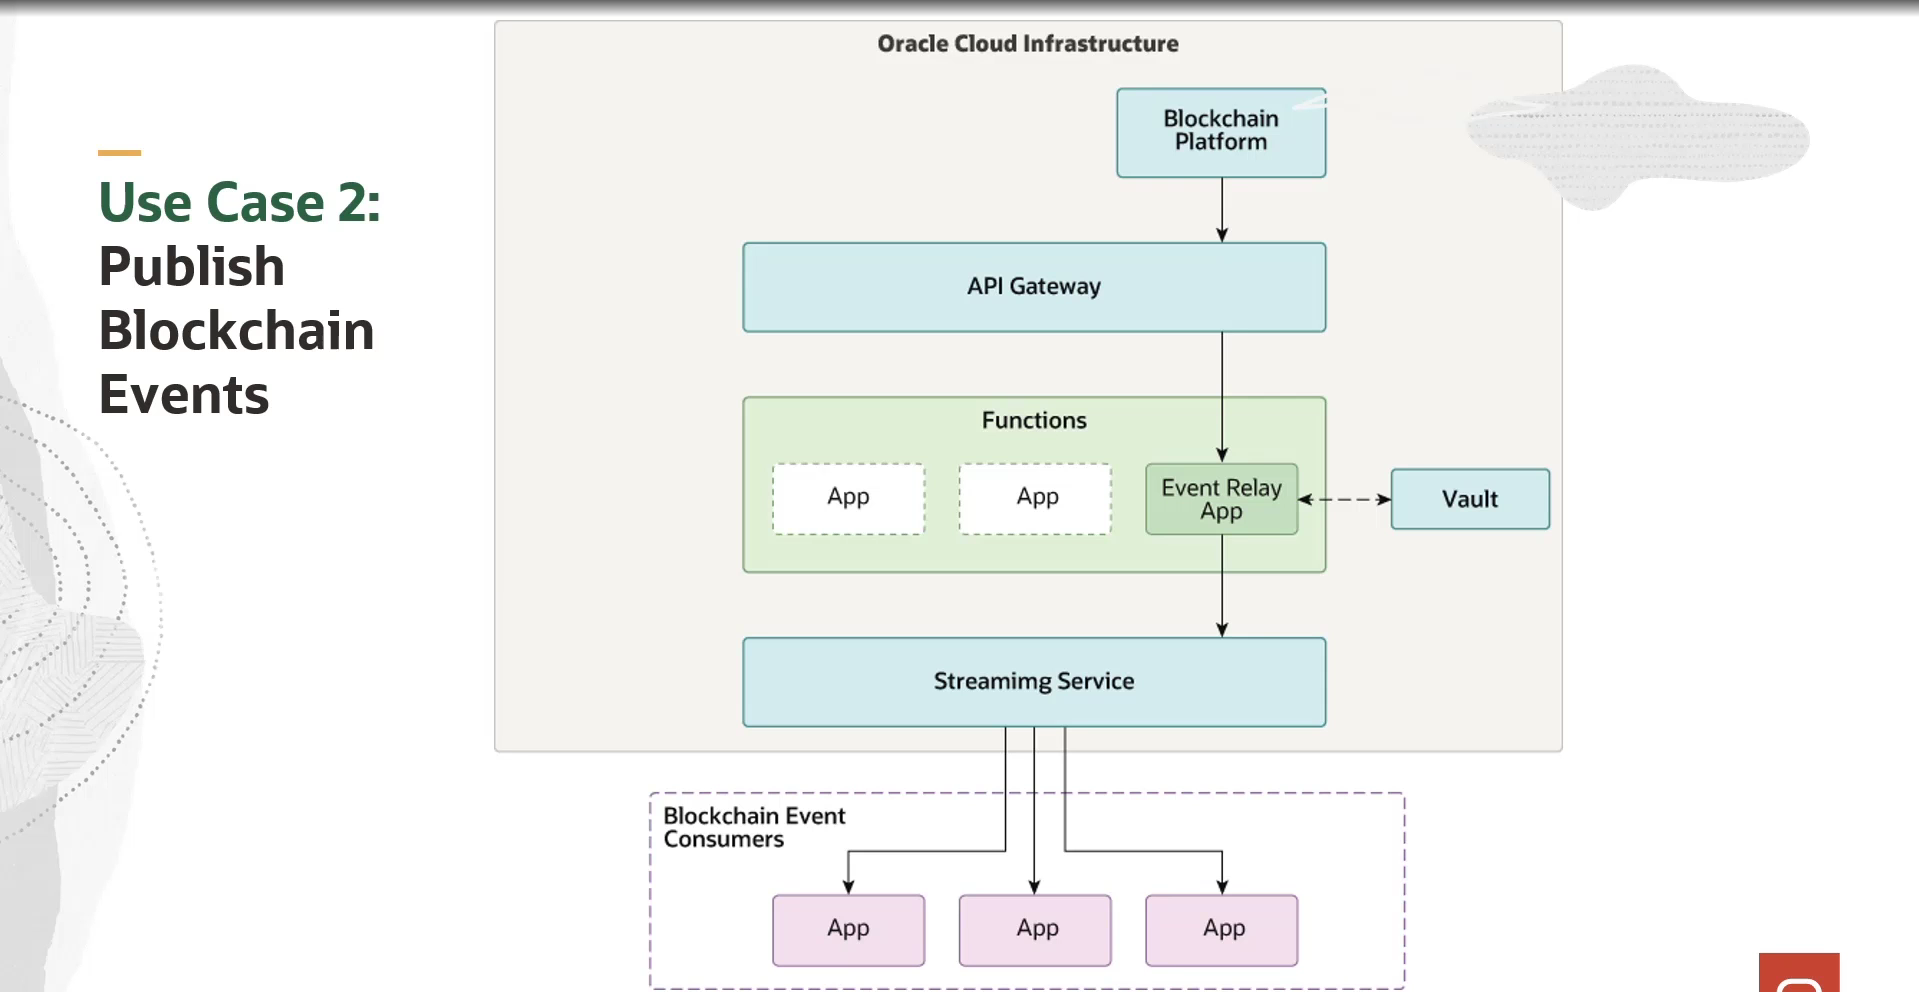 Oracle Cloud Infrastructure
Use Case 2:
Publish
Blockchain
Events
Blockchain
Platform
API Gateway
Functions
App
App
Event Relay
App
Vault
Streamimg Service
Blockchain Event
Consumers
App
App
App